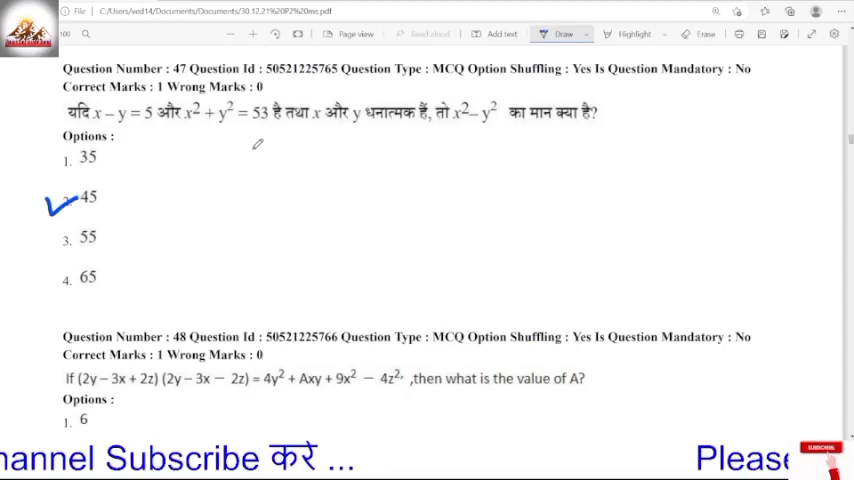 File C:/Users/ved14/Documents/Documents/30.12.21%20P2%20ms.pdf
100 Page view Read aloud Add text Draw Highlight Erase
Question Number : 47 Question Id : 50521225765 Question Type : MCQ Option Shuffling : Yes Is Question Mandatory : No
Correct Marks : 1 Wrong Marks : 0
यदि x – y = 5 और x² + y² = 53 है तथा x और y धनात्मक हैं, तो x² – y² का मान क्या है?
Options :
1. 35
45
3. 55
4. 65
Question Number : 48 Question Id : 50521225766 Question Type : MCQ Option Shuffling : Yes Is Question Mandatory : No
Correct Marks : 1 Wrong Marks : 0
If (2y – 3x + 2z) (2y – 3x – 2z) = 4y² + Axy + 9x² – 4z², ,then what is the value of A?
Options :
1. 6
hannel Subscribe करे ... Please
SUBSCRIBE